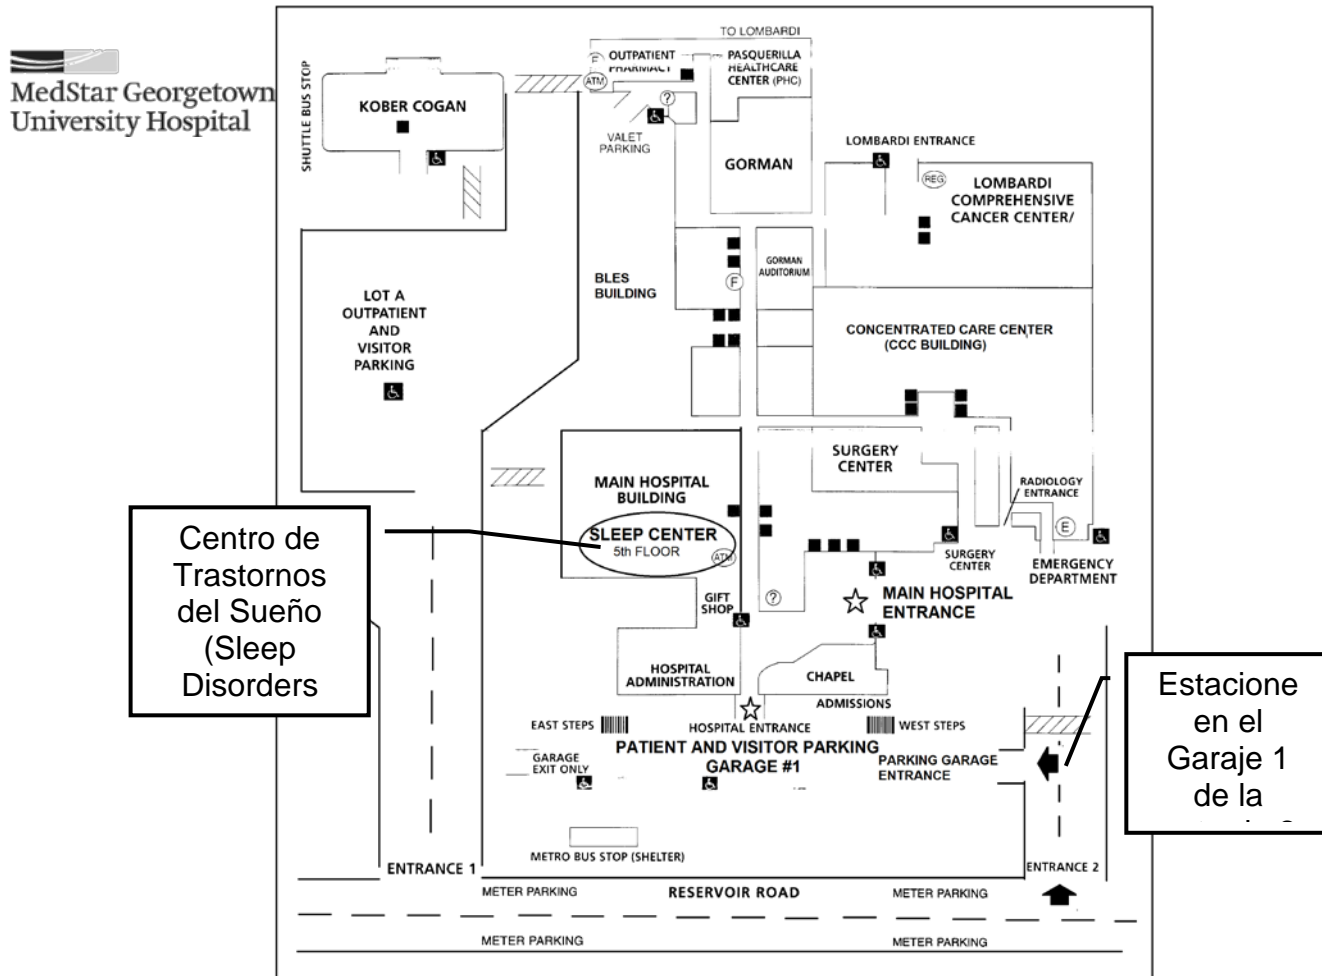 MedStar Georgetown
University Hospital
TO LOMBARDI
SHUTTLE BUS STOP
KOBER COGAN
E
OUTPATIENT
PHARMACY
ATM
PASQUERILLA
HEALTHCARE
CENTER (PHC)
?
VALET
PARKING
GORMAN
LOMBARDI ENTRANCE
REG
LOMBARDI
COMPREHENSIVE
CANCER CENTER/
BLES
BUILDING
F
GORMAN
AUDITORIUM
LOT A
OUTPATIENT
AND
VISITOR
PARKING
CONCENTRATED CARE CENTER
(CCC BUILDING)
SURGERY
CENTER
MAIN HOSPITAL
BUILDING
SLEEP CENTER
5th FLOOR
ATM
RADIOLOGY
ENTRANCE
E
SURGERY
CENTER
EMERGENCY
DEPARTMENT
Centro de
Trastornos
del Sueño
(Sleep
Disorders
GIFT
SHOP
?
MAIN HOSPITAL
ENTRANCE
HOSPITAL
ADMINISTRATION
CHAPEL
ADMISSIONS
EAST STEPS
HOSPITAL ENTRANCE
WEST STEPS
PATIENT AND VISITOR PARKING
GARAGE #1
GARAGE
EXIT ONLY
PARKING GARAGE
ENTRANCE
Estacione
en el
Garaje 1
de la
METRO BUS STOP (SHELTER)
ENTRANCE 1
ENTRANCE 2
METER PARKING
RESERVOIR ROAD
METER PARKING
METER PARKING
METER PARKING